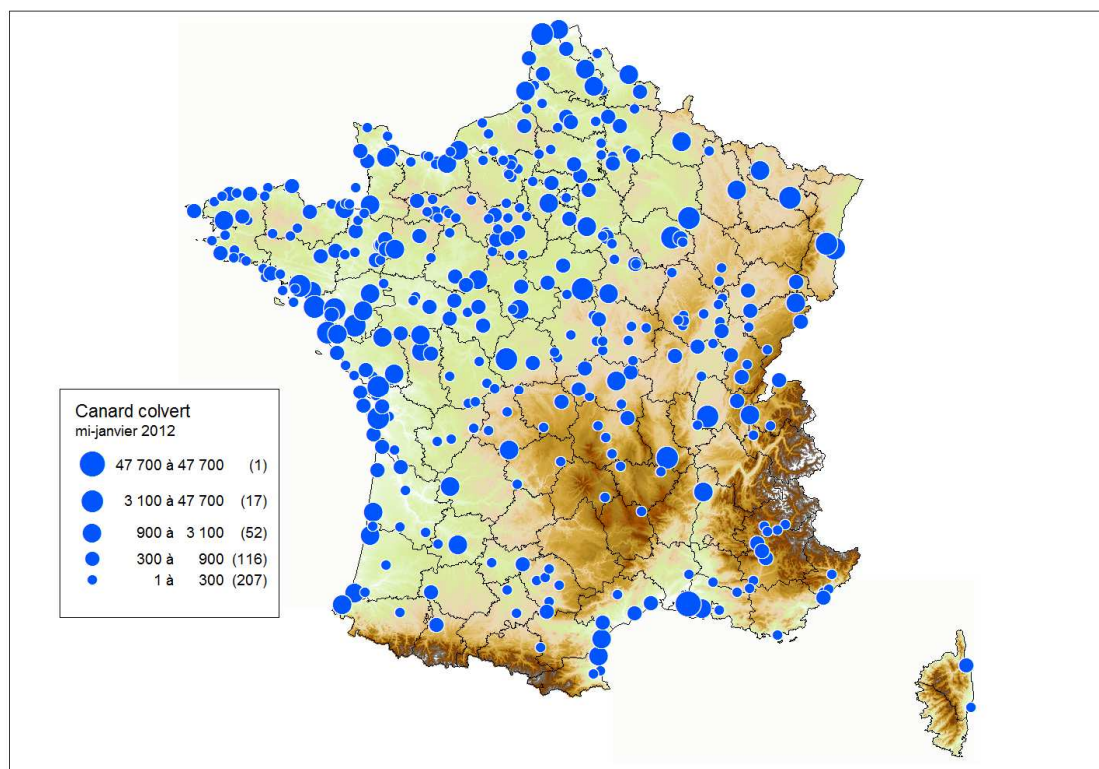 Canard colvert
mi-janvier 2012
47 700 à 47 700 (1)
3 100 à 47 700 (17)
900 à 3 100 (52)
300 à 900 (116)
1 à 300 (207)